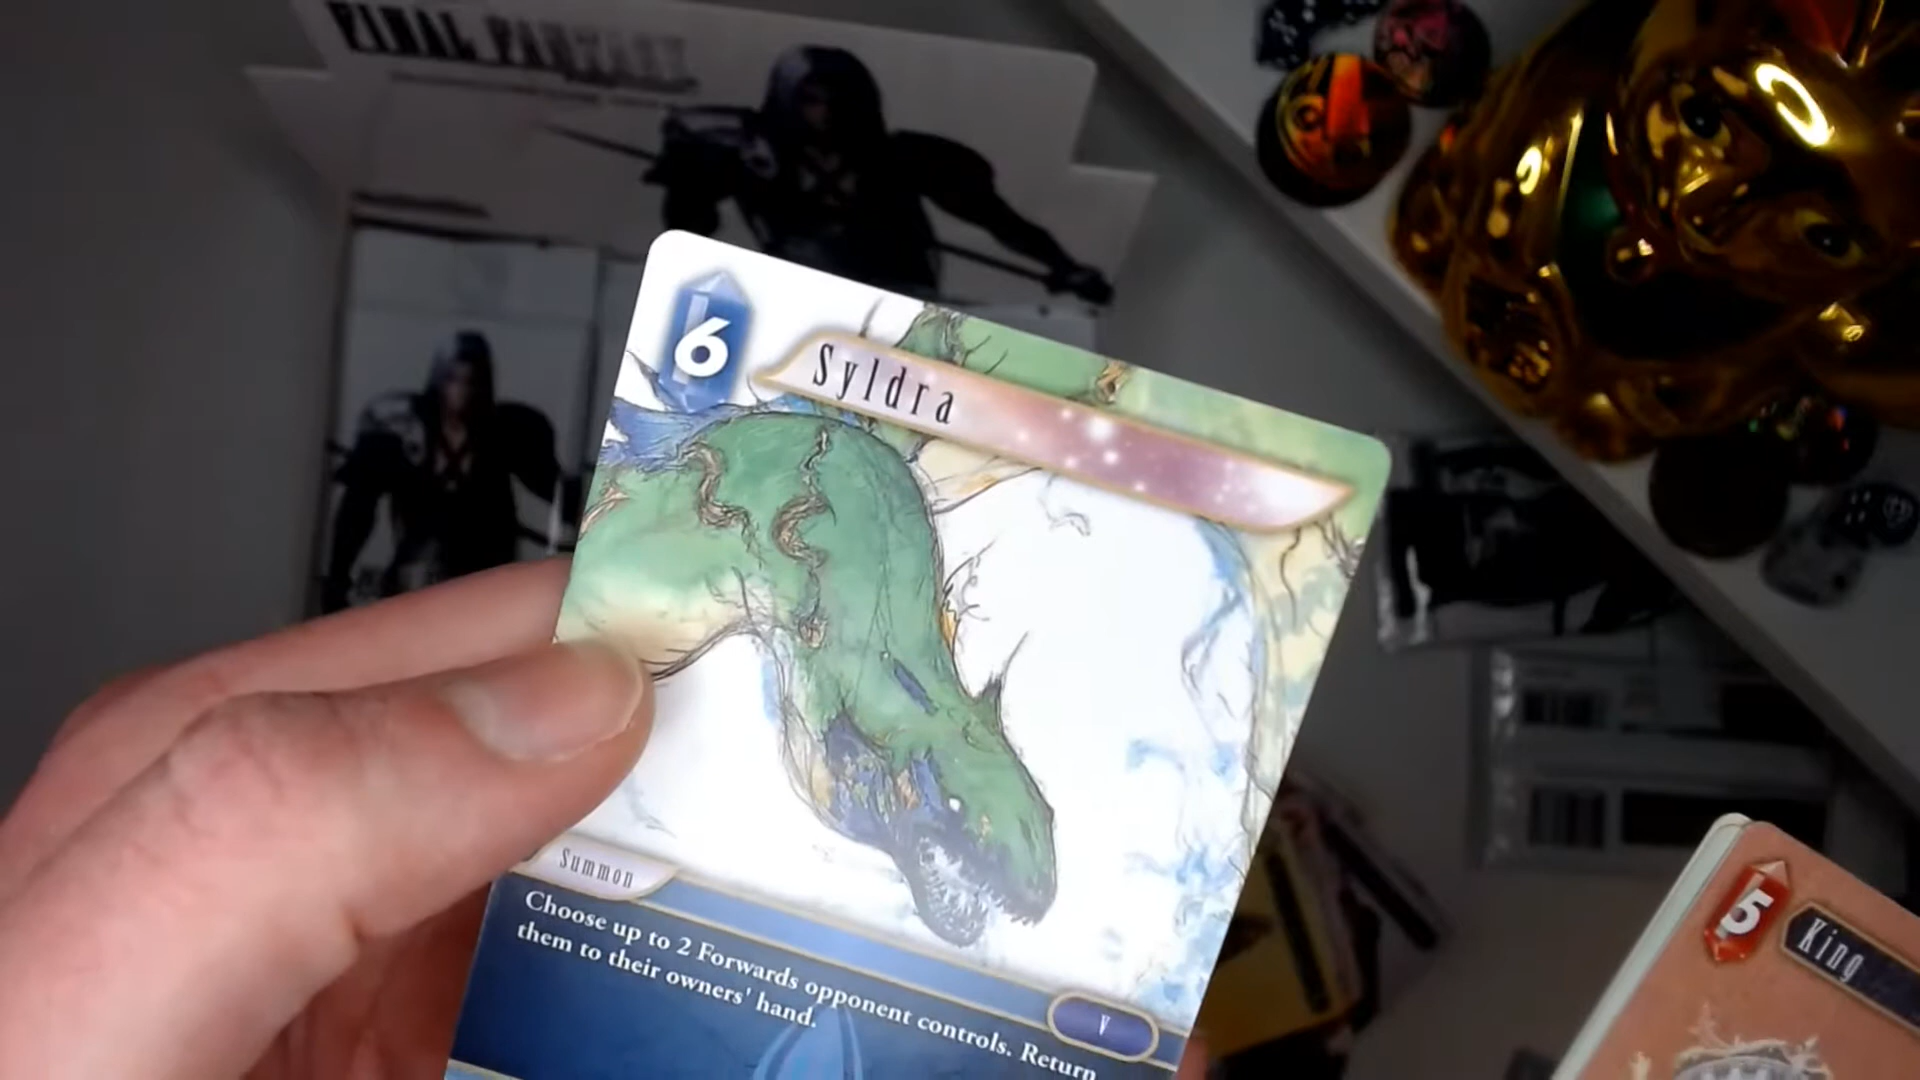 FINAL FANTASY
6
Syldra
Summon
Choose up to 2 Forwards opponent controls. Return
them to their owners' hand.
V
5
King